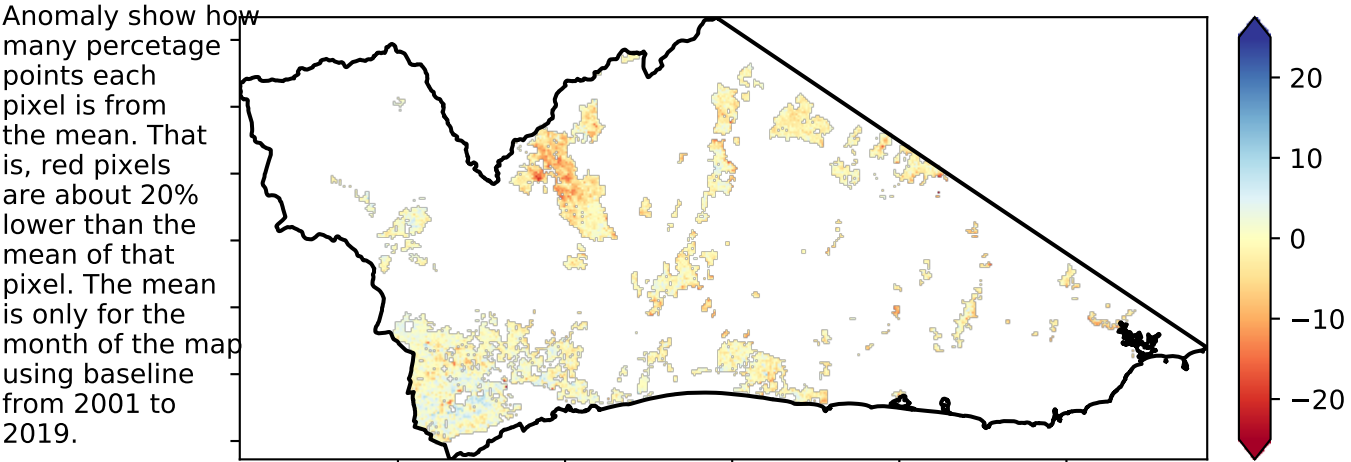 Anomaly show how
many percetage
points each
pixel is from
the mean. That
is, red pixels
are about 20%
lower than the
mean of that
pixel. The mean
is only for the
month of the map
using baseline
from 2001 to
2019.
20
10
0
−10
−20